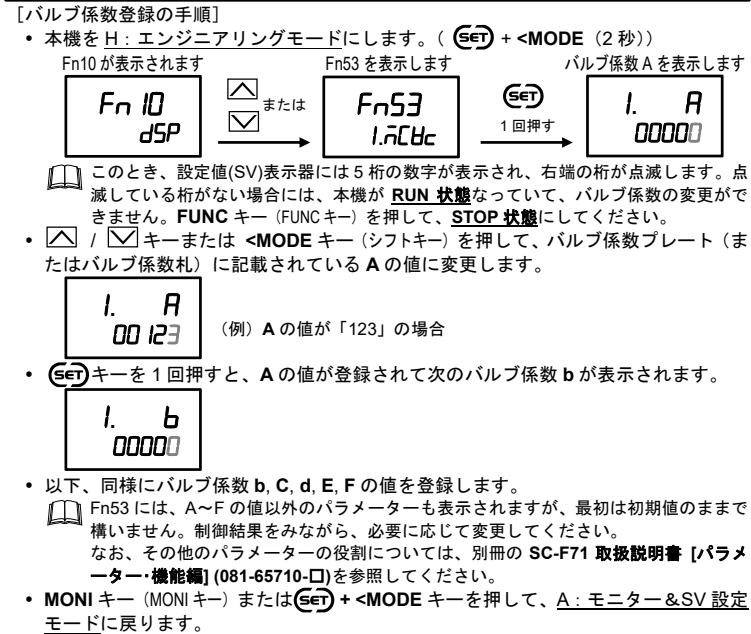 ［バルブ係数登録の手順］
• 本機をH：エンジニアリングモードにします。（ SET + <MODE（2 秒））
Fn10 が表示されます Fn53 を表示します バルブ係数 A を表示します
Fn 10
dSP
または
Fn53
SET
1 回押す
1. A
00000
このとき、設定値(SV)表示器には 5 桁の数字が表示され、右端の桁が点滅します。点
滅している桁がない場合には、本機が RUN 状態なっていて、バルブ係数の変更がで
きません。FUNC キー（FUNC キー）を押して、STOP 状態にしてください。
• / キーまたは <MODE キー（シフトキー）を押して、バルブ係数プレート（ま
たはバルブ係数札）に記載されている A の値に変更します。
1. A
00123
（例）A の値が「123」の場合
• SETキーを 1 回押すと、A の値が登録されて次のバルブ係数 b が表示されます。
1. b
00000
• 以下、同様にバルブ係数 b, C, d, E, F の値を登録します。
Fn53 には、A～F の値以外のパラメーターも表示されますが、最初は初期値のままで
構いません。制御結果をみながら、必要に応じて変更してください。
なお、その他のパラメーターの役割については、別冊の SC-F71 取扱説明書 [パラメ
ーター・機能編] (081-65710-□)を参照してください。
• MONI キー（MONI キー）またはSET + <MODE キーを押して、A：モニター＆SV 設定
モードに戻ります。